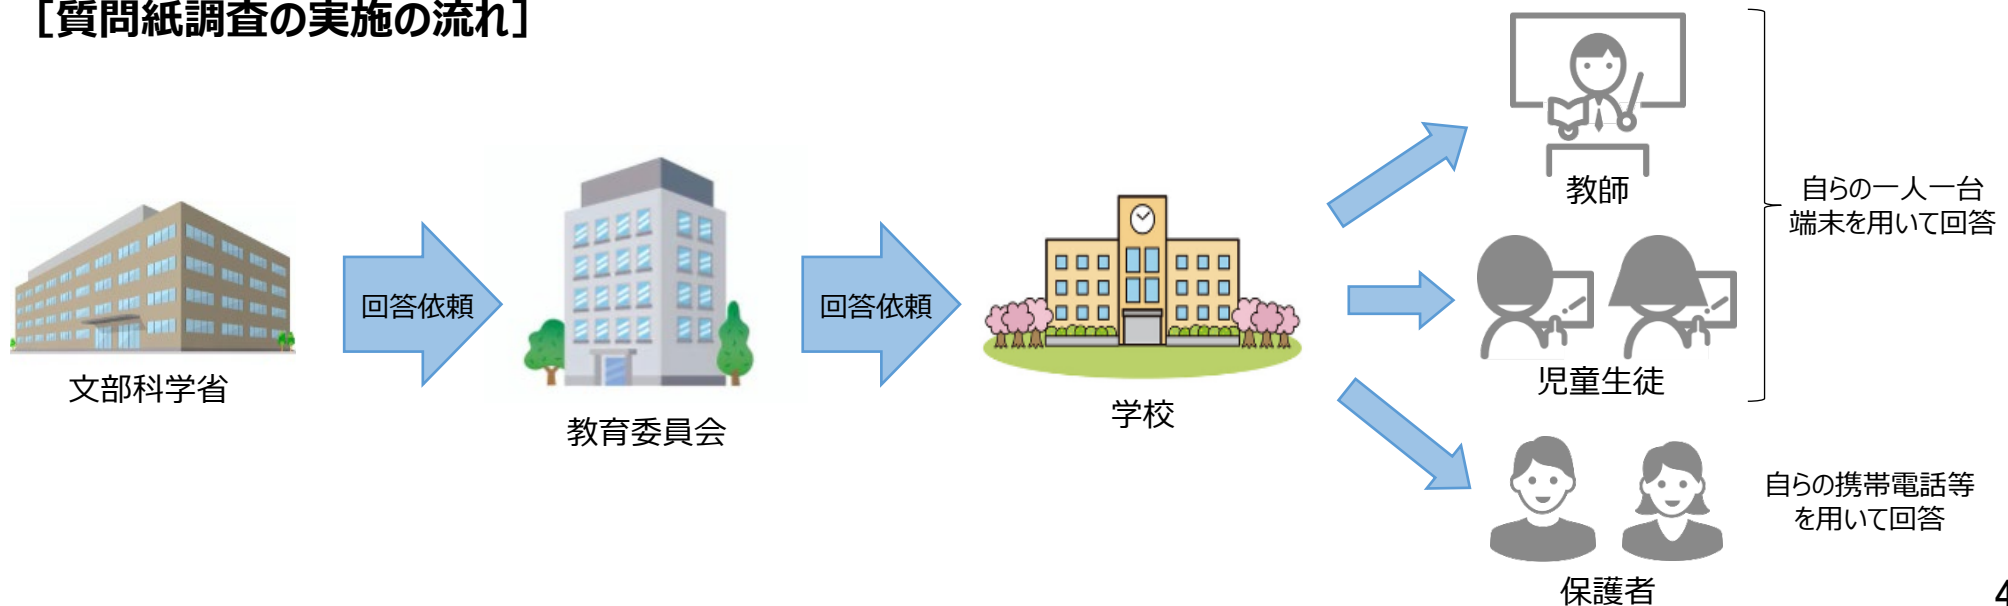 ［質問紙調査の実施の流れ］
文部科学省
回答依頼
教育委員会
回答依頼
学校
教師
児童生徒
自らの一人一台
端末を用いて回答
保護者
自らの携帯電話等
を用いて回答
4